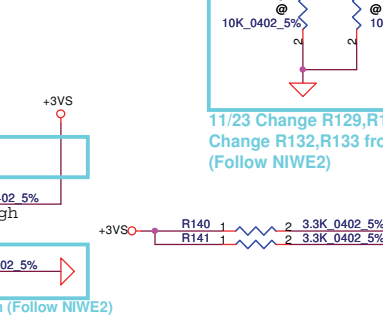 @ @
10K_0402_5% 10
2 2
+3VS
11/23 Change R129,R1
Change R132,R133 fro
(Follow NIWE2)
02_5%
gh
+3VS R140 1 2 3.3K_0402_5%
R141 1 2 3.3K_0402_5%
02_5%
(Follow NIWE2)